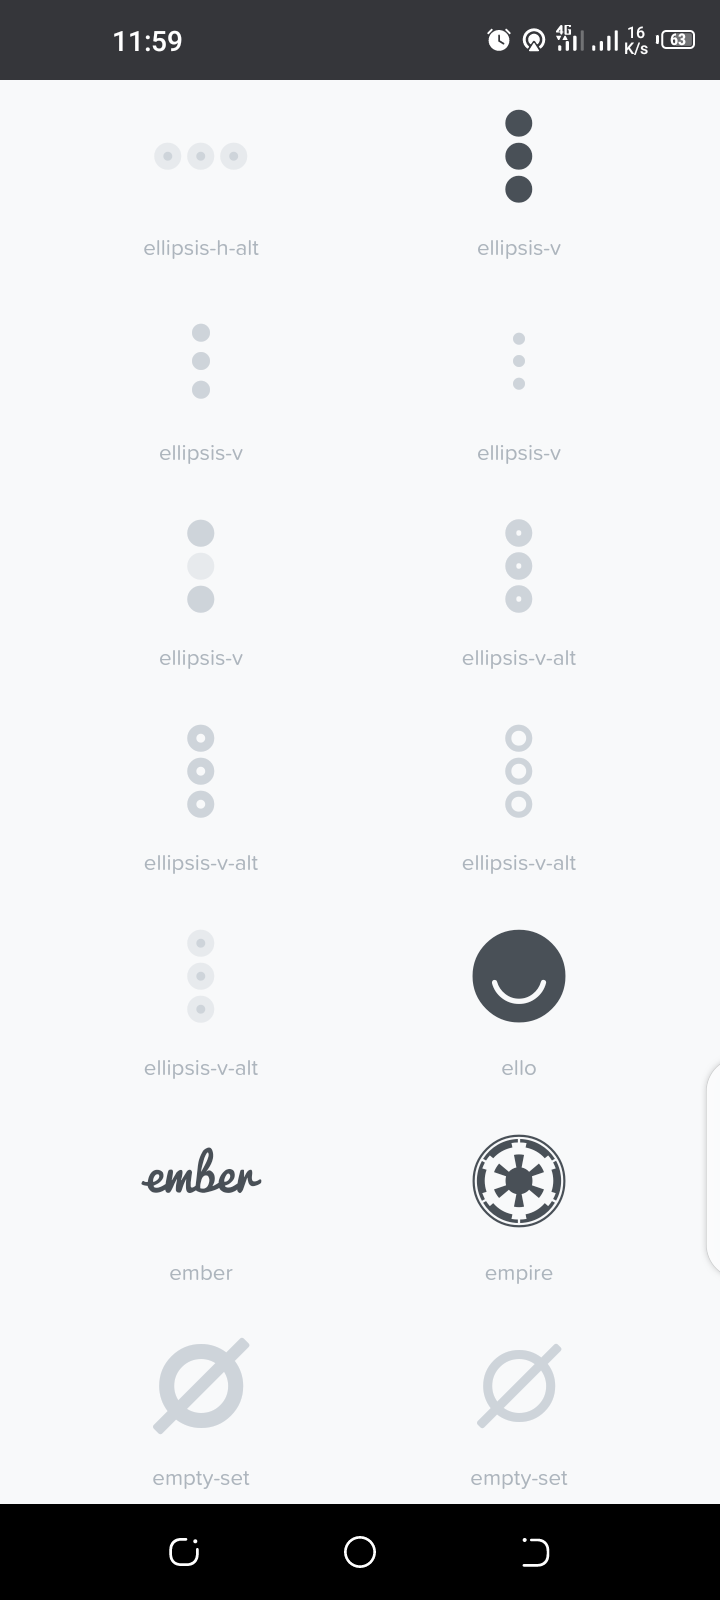 11:59
4G
16
K/s
63
ellipsis-h-alt
ellipsis-v
ellipsis-v
ellipsis-v
ellipsis-v
ellipsis-v-alt
ellipsis-v-alt
ellipsis-v-alt
ellipsis-v-alt
ello
ember
ember
empire
empty-set
empty-set